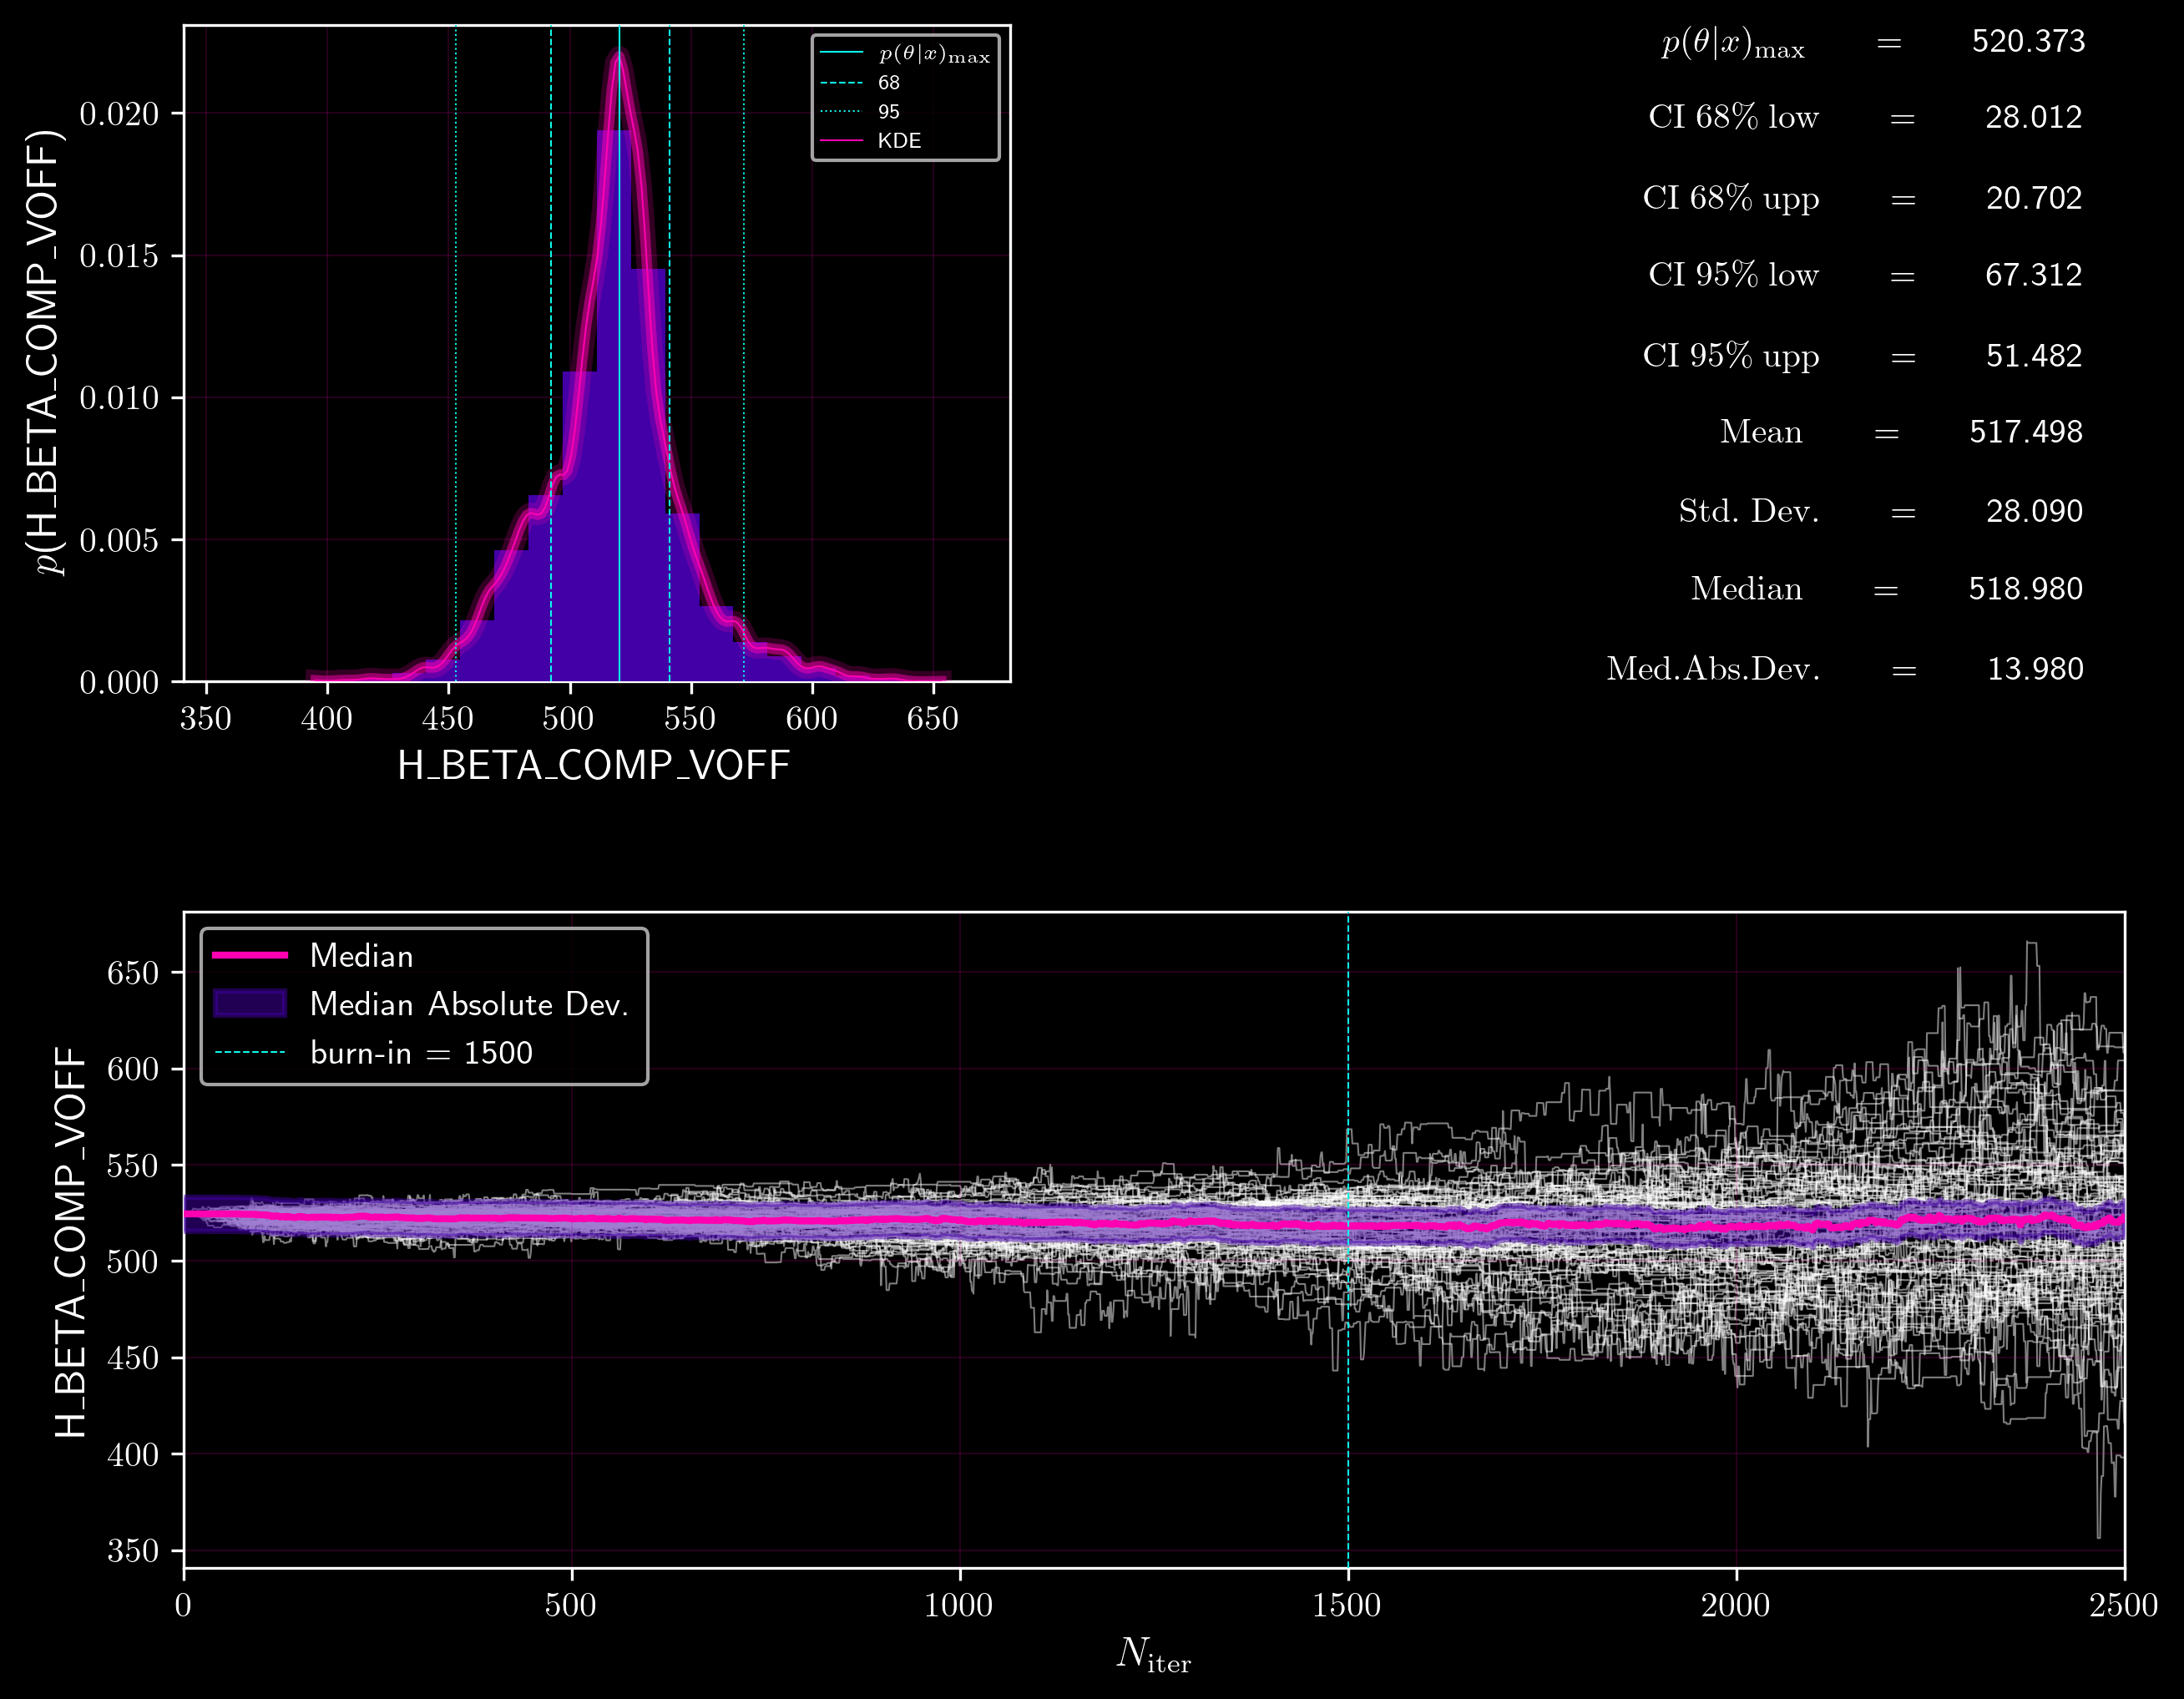 p(H_BETA_COMP_VOFF)
0.020
0.015
0.010
0.005
0.000
350 400 450 500 550 600 650
H_BETA_COMP_VOFF
p(θ|x)max
68
95
KDE
p(θ|x)max = 520.373
CI 68% low = 28.012
CI 68% upp = 20.702
CI 95% low = 67.312
CI 95% upp = 51.482
Mean = 517.498
Std. Dev. = 28.090
Median = 518.980
Med.Abs.Dev. = 13.980
H_BETA_COMP_VOFF
650
600
550
500
450
400
350
Median
Median Absolute Dev.
burn-in = 1500
0 500 1000 1500 2000 2500
Niter